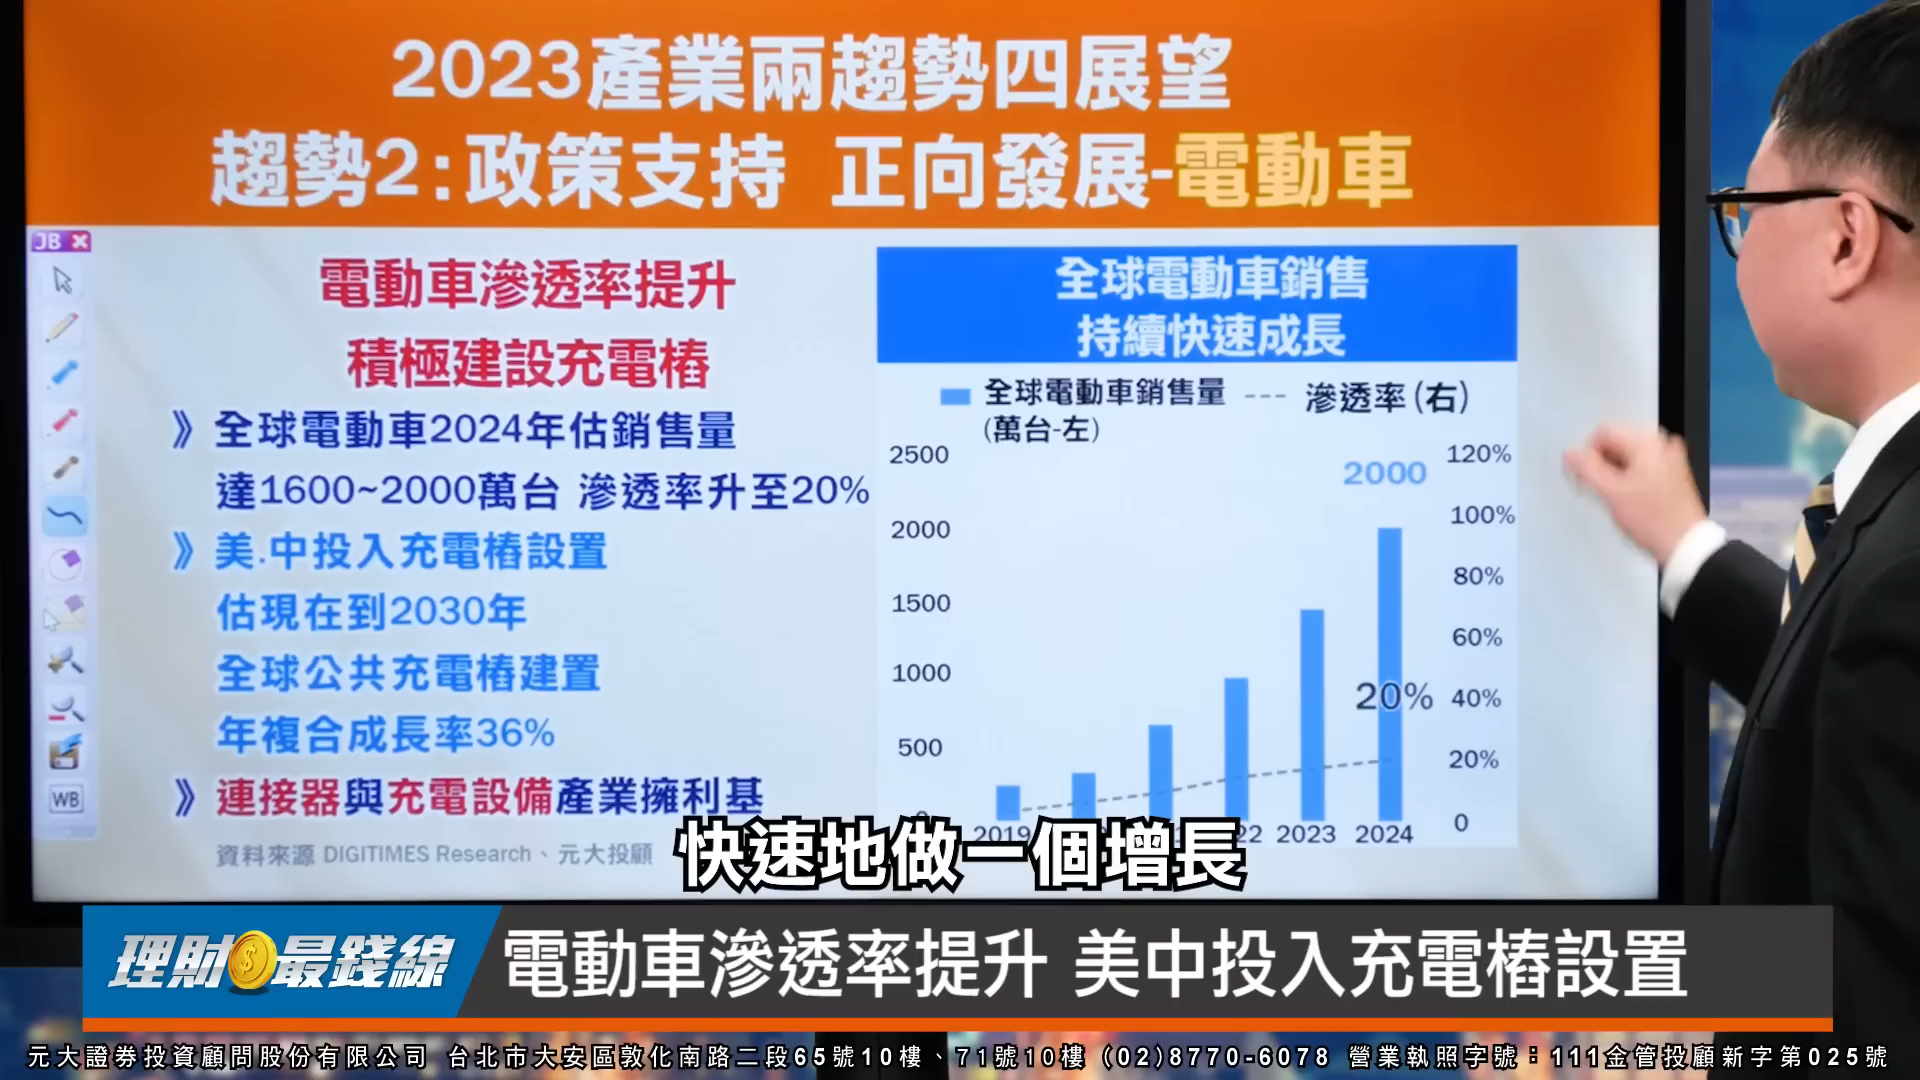 2023產業兩趨勢四展望
趨勢2:政策支持 正向發展-電動車
JB
電動車滲透率提升
積極建設充電樁
》全球電動車2024年估銷售量
達1600~2000萬台 滲透率升至20%
》美.中投入充電樁設置
估現在到2030年
全球公共充電樁建置
年複合成長率36%
》連接器與充電設備產業擁利基
資料來源 DIGITIMES Research、元大投顧
WB
全球電動車銷售
持續快速成長
全球電動車銷售量
(萬台-左)
滲透率(右)
2500
2000
1500
1000
500
120%
100%
80%
60%
40%
20%
0
2000
20%
2019
22 2023 2024
快速地做一個增長
理財$最錢線
電動車滲透率提升 美中投入充電樁設置
元大證券投資顧問股份有限公司 台北市大安區敦化南路二段65號10樓、71號10樓 (02)8770-6078 營業執照字號:111金管投顧新字第025號